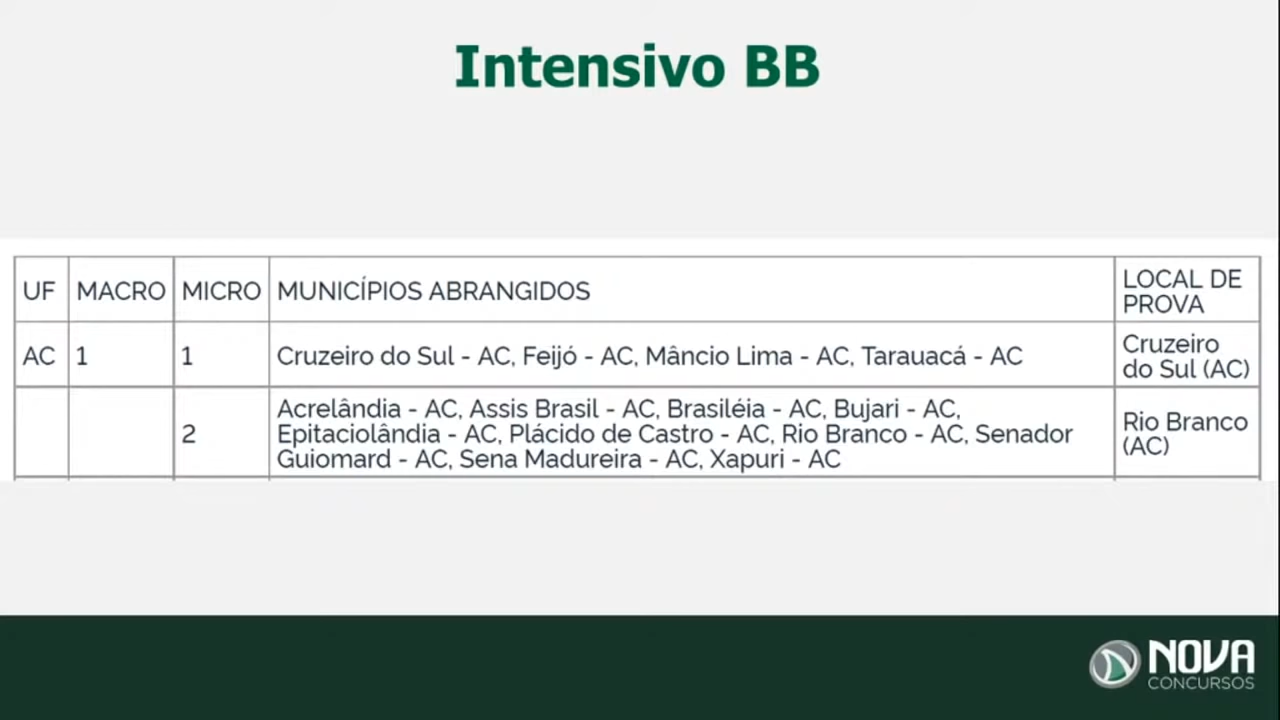 Intensivo BB
UF MACRO MICRO MUNICÍPIOS ABRANGIDOS LOCAL DE
PROVA
AC 1 1 Cruzeiro do Sul - AC, Feijó - AC, Mâncio Lima - AC, Tarauacá - AC Cruzeiro
do Sul (AC)
2 Acrelândia - AC, Assis Brasil - AC, Brasiléia - AC, Bujari - AC,
Epitaciolândia - AC, Plácido de Castro - AC, Rio Branco - AC, Senador
Guiomard - AC, Sena Madureira - AC, Xapuri - AC
Rio Branco
(AC)
NOVA
CONCURSOS